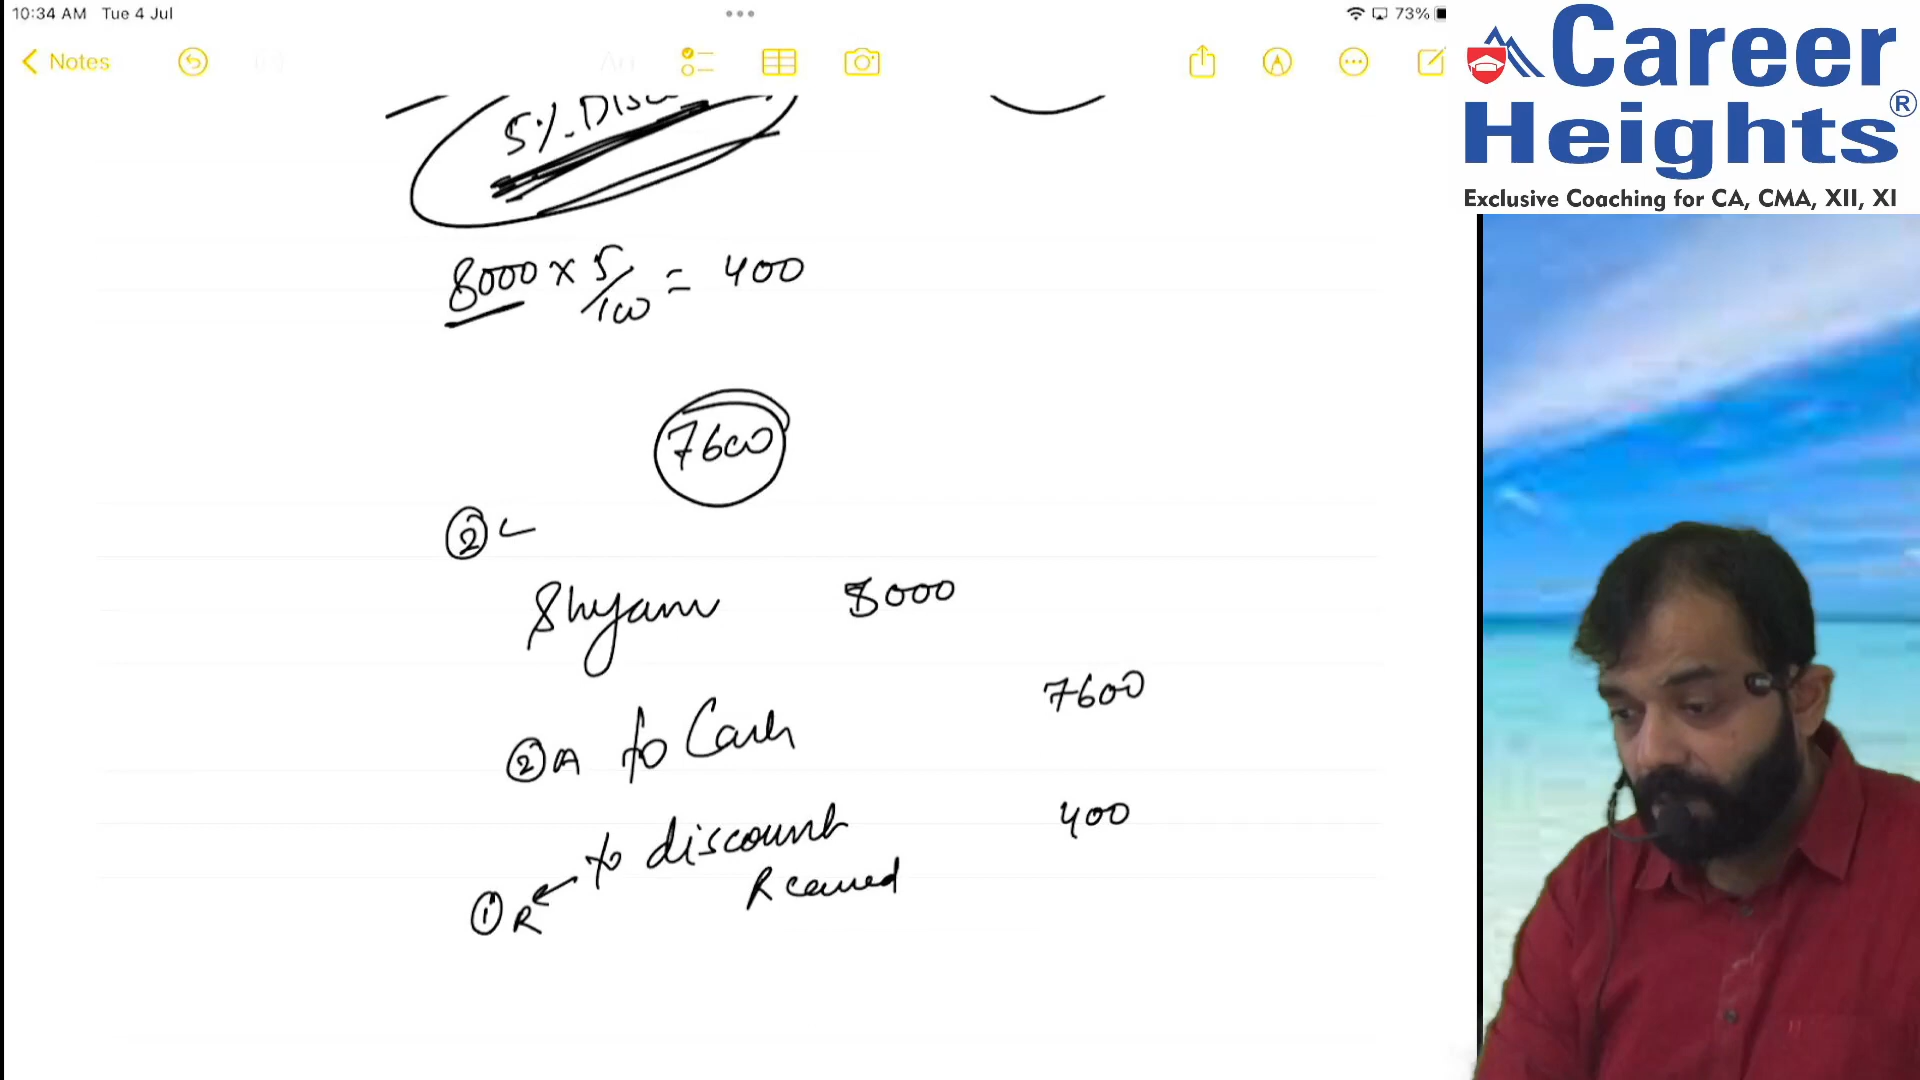 10:34 AM Tue 4 Jul
73%
Notes
Career
Heights®
Exclusive Coaching for CA, CMA, XII, XI
5%. Disc
8000 × 5/100 = 400
7600
② L
Shyam 8000
② A to Cash 7600
to discount 400
Received
① R